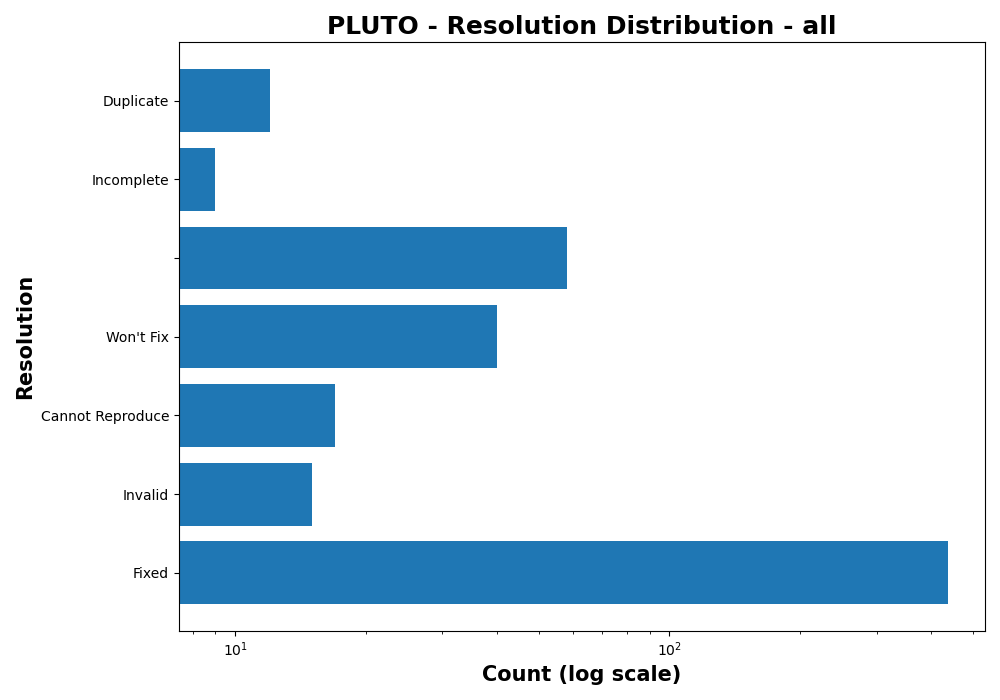 PLUTO - Resolution Distribution - all
Duplicate
Incomplete
Won't Fix
Cannot Reproduce
Invalid
Fixed
Resolution
10¹
10²
Count (log scale)